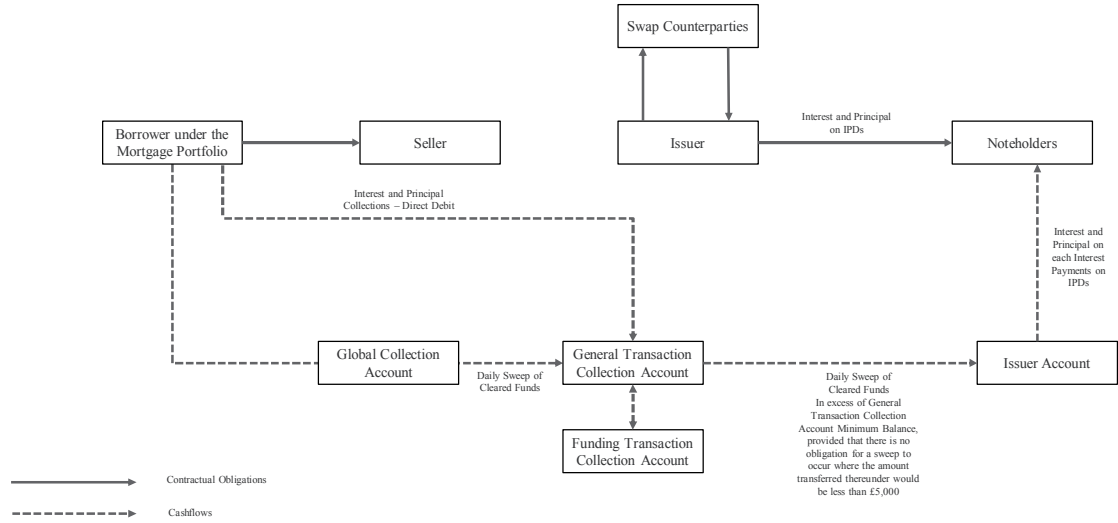 Swap Counterparties
Borrower under the
Mortgage Portfolio
Seller
Issuer
Interest and Principal
on IPDs
Noteholders
Interest and Principal
Collections – Direct Debit
Interest and
Principal on
each Interest
Payments on
IPDs
Global Collection
Account
Daily Sweep of
Cleared Funds
General Transaction
Collection Account
Daily Sweep of
Cleared Funds
In excess of General
Transaction Collection
Account Minimum Balance,
provided that there is no
obligation for a sweep to
occur where the amount
transferred thereunder would
be less than £5,000
Issuer Account
Funding Transaction
Collection Account
Contractual Obligations
Cashflows